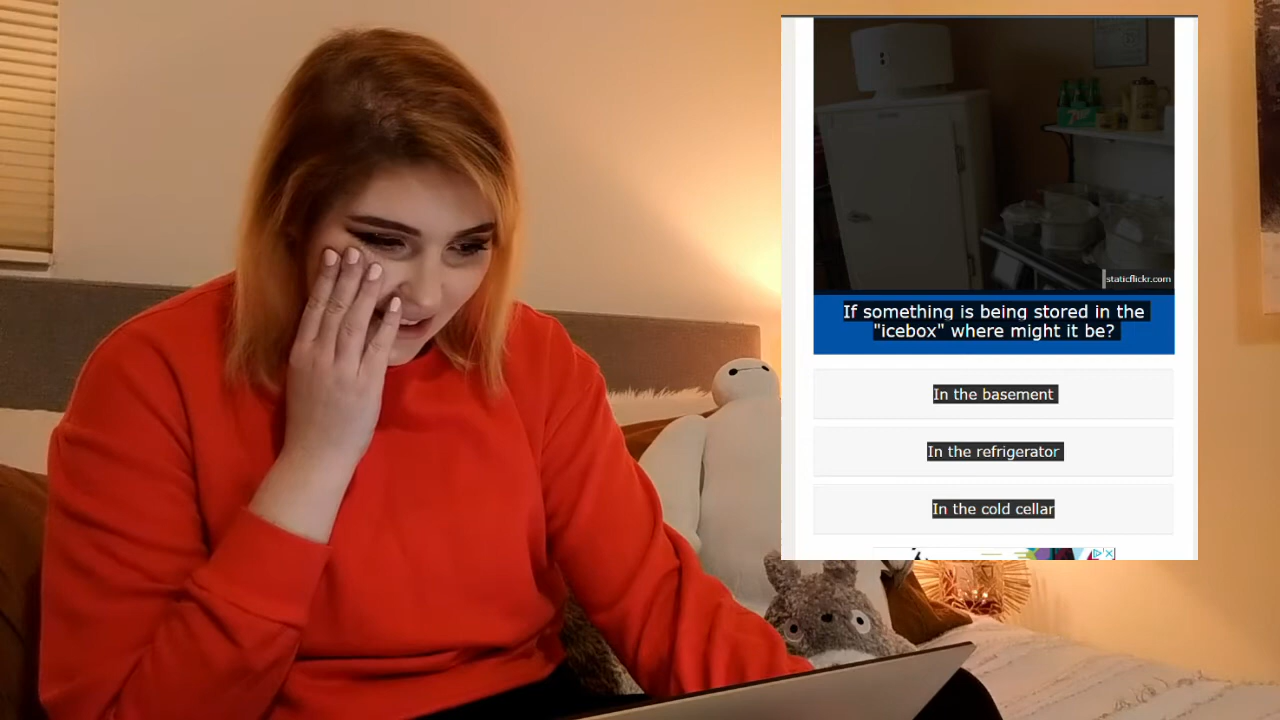 staticflickr.com
If something is being stored in the
"icebox" where might it be?
In the basement
In the refrigerator
In the cold cellar